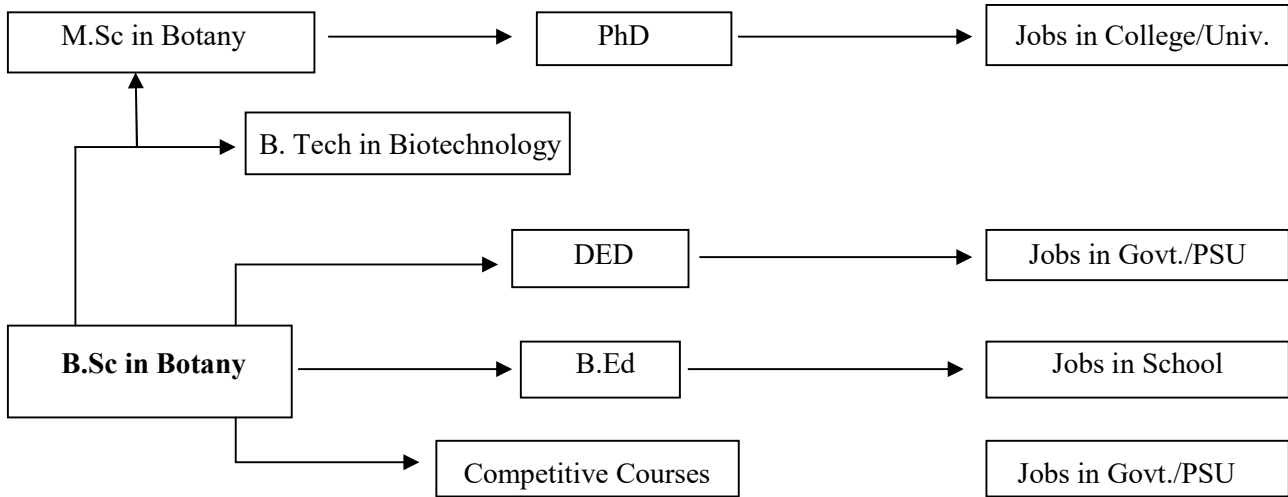 M.Sc in Botany
PhD
Jobs in College/Univ.
B. Tech in Biotechnology
DED
Jobs in Govt./PSU
B.Sc in Botany
B.Ed
Jobs in School
Competitive Courses
Jobs in Govt./PSU